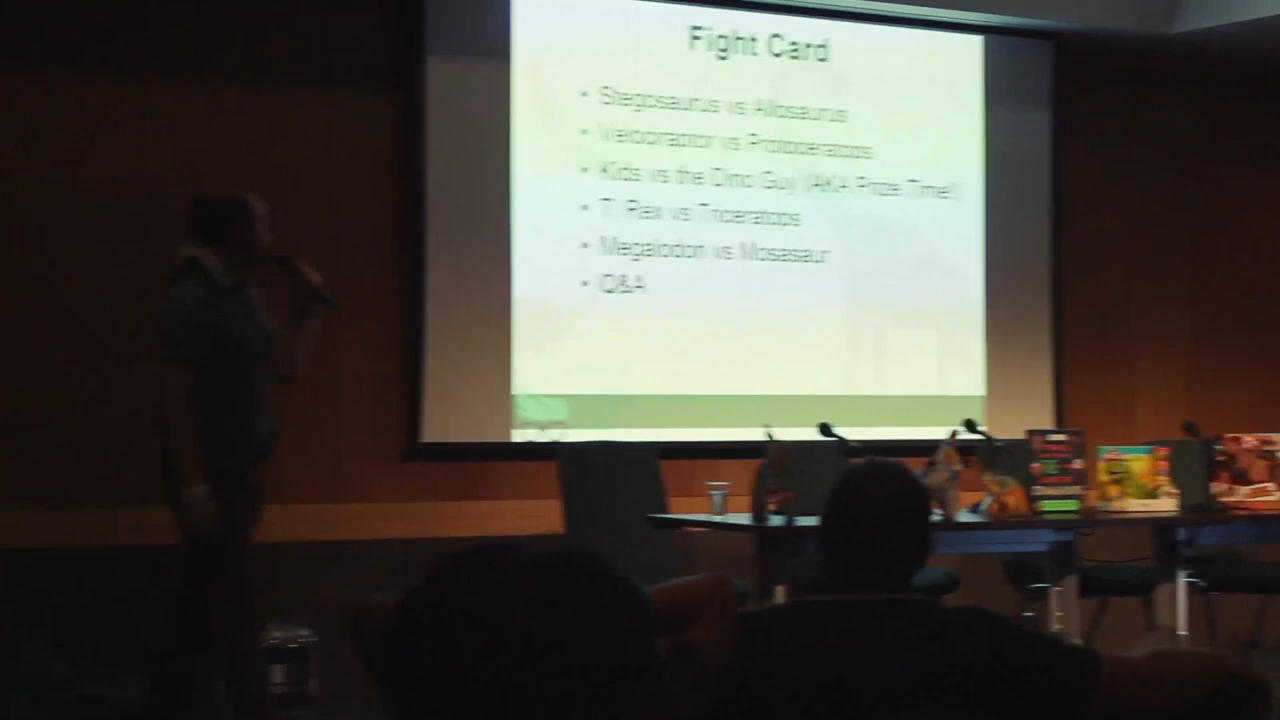 Fight Card
• Stegosaurus vs Allosaurus
• Velociraptor vs Protoceratops
• Kids vs the Dino Guy (AKA Prize Time!)
• T. Rex vs Triceratops
• Megalodon vs Mosasaur
• Q&A